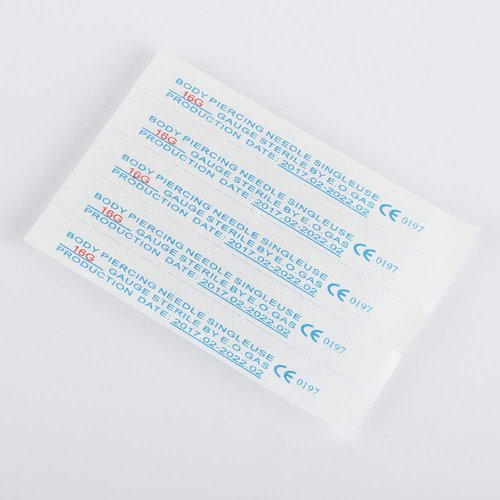 BODY PIERCING NEEDLE SINGLEUSE
16G GAUGE STERILE BY E.O.GAS
PRODUCTION DATE: 2017.02-2022.02
CE 0197
BODY PIERCING NEEDLE SINGLEUSE
16G GAUGE STERILE BY E.O.GAS
PRODUCTION DATE: 2017.02-2022.02
CE 0197
BODY PIERCING NEEDLE SINGLEUSE
16G GAUGE STERILE BY E.O.GAS
PRODUCTION DATE: 2017.02-2022.02
CE 0197
BODY PIERCING NEEDLE SINGLEUSE
16G GAUGE STERILE BY E.O.GAS
PRODUCTION DATE: 2017.02-2022.02
CE 0197
BODY PIERCING NEEDLE SINGLEUSE
16G GAUGE STERILE BY E.O.GAS
PRODUCTION DATE: 2017.02-2022.02
CE 0197